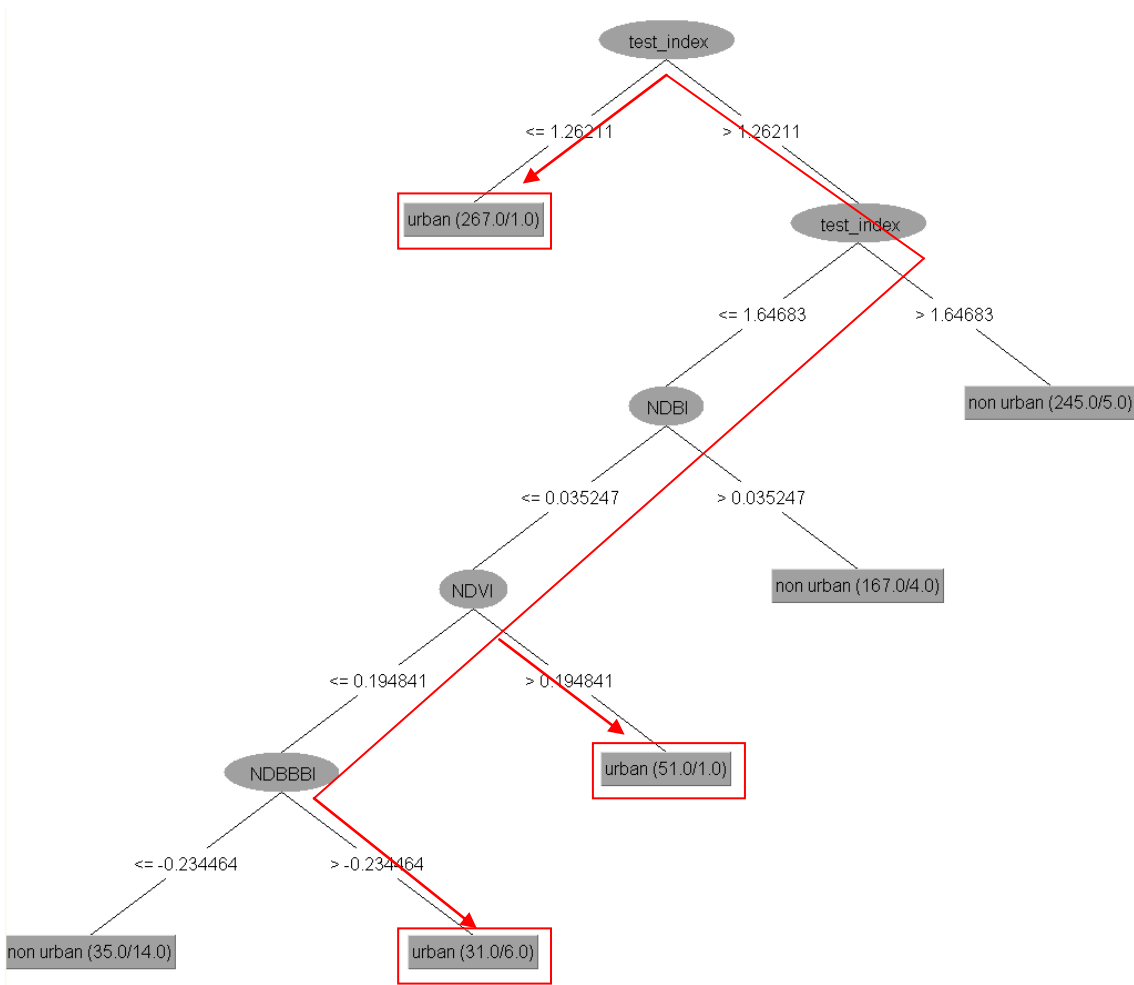 test_index
<= 1.26211
> 1.26211
urban (267.0/1.0)
test_index
<= 1.64683
> 1.64683
NDBI
non urban (245.0/5.0)
<= 0.035247
> 0.035247
NDVI
non urban (167.0/4.0)
<= 0.194841
> 0.194841
NDBBBI
urban (51.0/1.0)
<= -0.234464
> -0.234464
non urban (35.0/14.0)
urban (31.0/6.0)